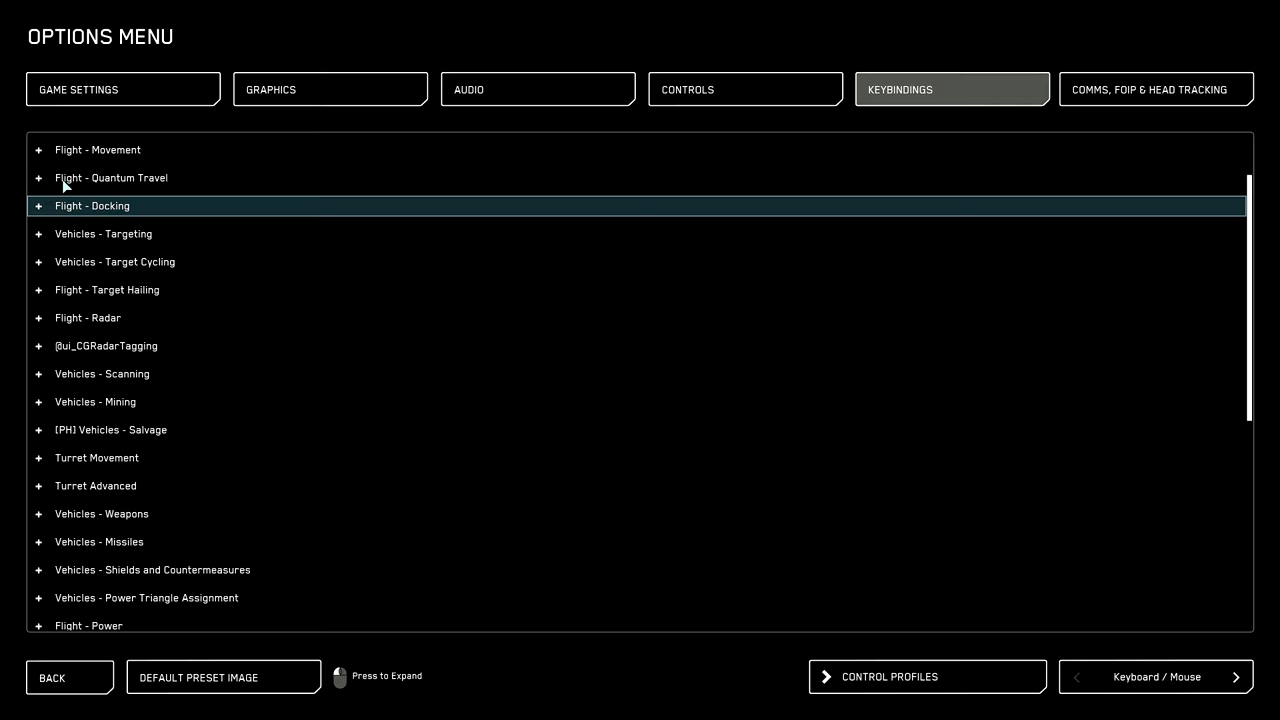 OPTIONS MENU
GAME SETTINGS
GRAPHICS
AUDIO
CONTROLS
KEYBINDINGS
COMMS, FOIP & HEAD TRACKING
+ Flight - Movement
+ Flight - Quantum Travel
+ Flight - Docking
+ Vehicles - Targeting
+ Vehicles - Target Cycling
+ Flight - Target Hailing
+ Flight - Radar
+ @ui_CGRadarTagging
+ Vehicles - Scanning
+ Vehicles - Mining
+ [PH] Vehicles - Salvage
+ Turret Movement
+ Turret Advanced
+ Vehicles - Weapons
+ Vehicles - Missiles
+ Vehicles - Shields and Countermeasures
+ Vehicles - Power Triangle Assignment
+ Flight - Power
BACK
DEFAULT PRESET IMAGE
Press to Expand
CONTROL PROFILES
Keyboard / Mouse